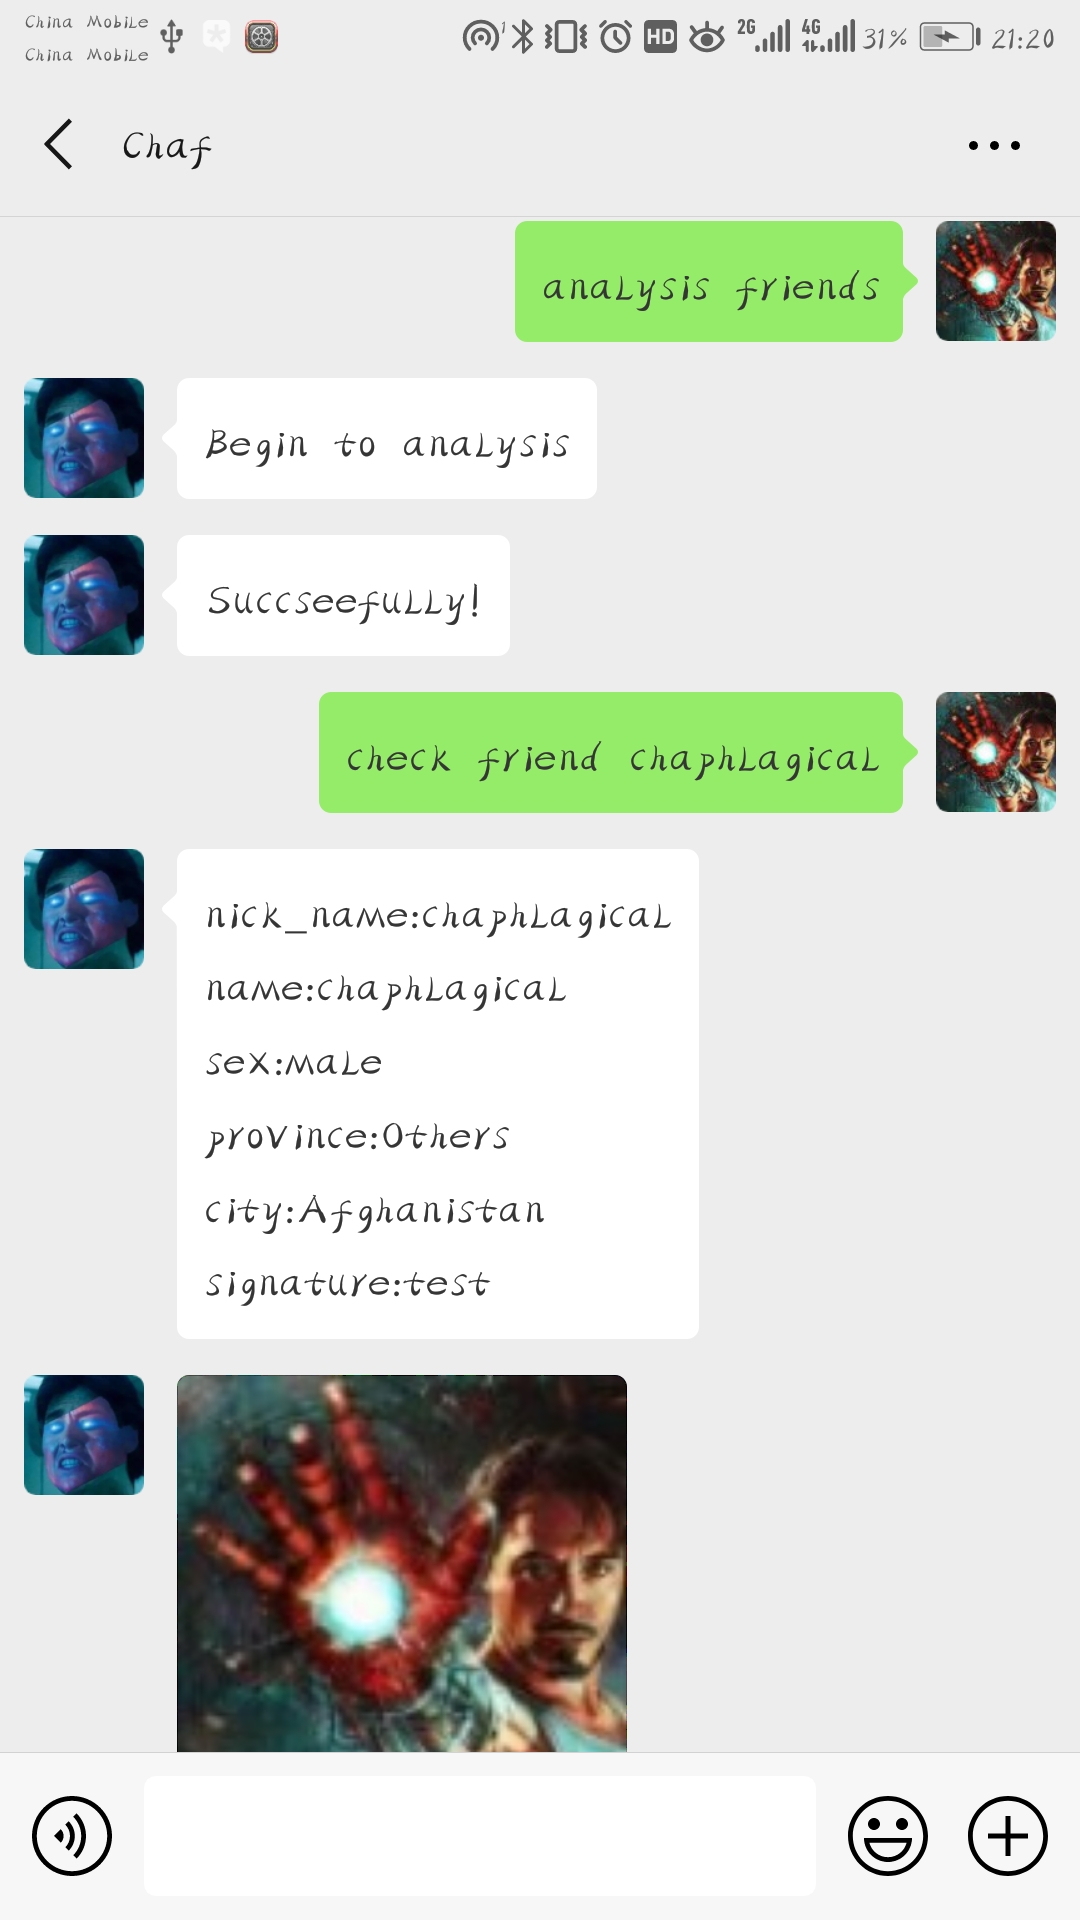 China Mobile
China Mobile
1
HD
2G
4G
31%
21:20
Chaf
analysis friends
Begin to analysis
Succseefully!
check friend chaphlagical
nick_name:chaphlagical
name:chaphlagical
sex:male
province:Others
city:Afghanistan
signature:test